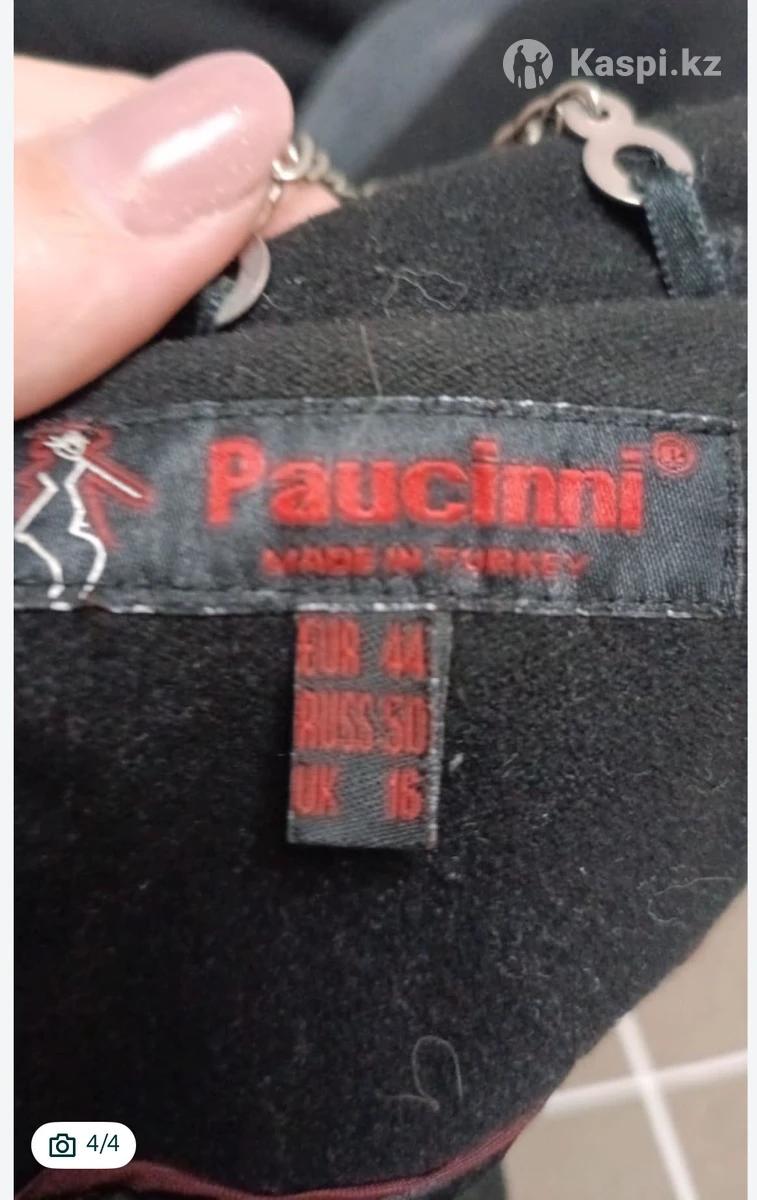 Kaspi.kz
Paucinni®
MADE IN TURKEY
EUR 44
RUSS 50
UK 16
4/4